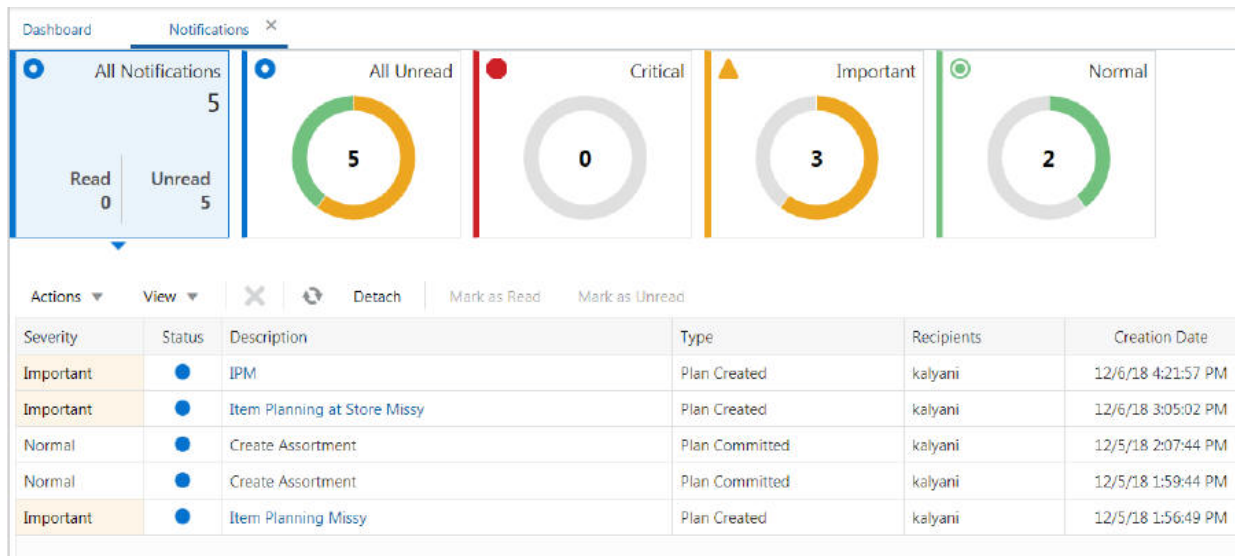 Dashboard Notifications
All Notifications
5
Read Unread
0 5
All Unread
5
Critical
0
Important
3
Normal
2
Actions View Detach Mark as Read Mark as Unread
Severity Status Description Type Recipients Creation Date
Important IPM Plan Created kalyani 12/6/18 4:21:57 PM
Important Item Planning at Store Missy Plan Created kalyani 12/6/18 3:05:02 PM
Normal Create Assortment Plan Committed kalyani 12/5/18 2:07:44 PM
Normal Create Assortment Plan Committed kalyani 12/5/18 1:59:44 PM
Important Item Planning Missy Plan Created kalyani 12/5/18 1:56:49 PM